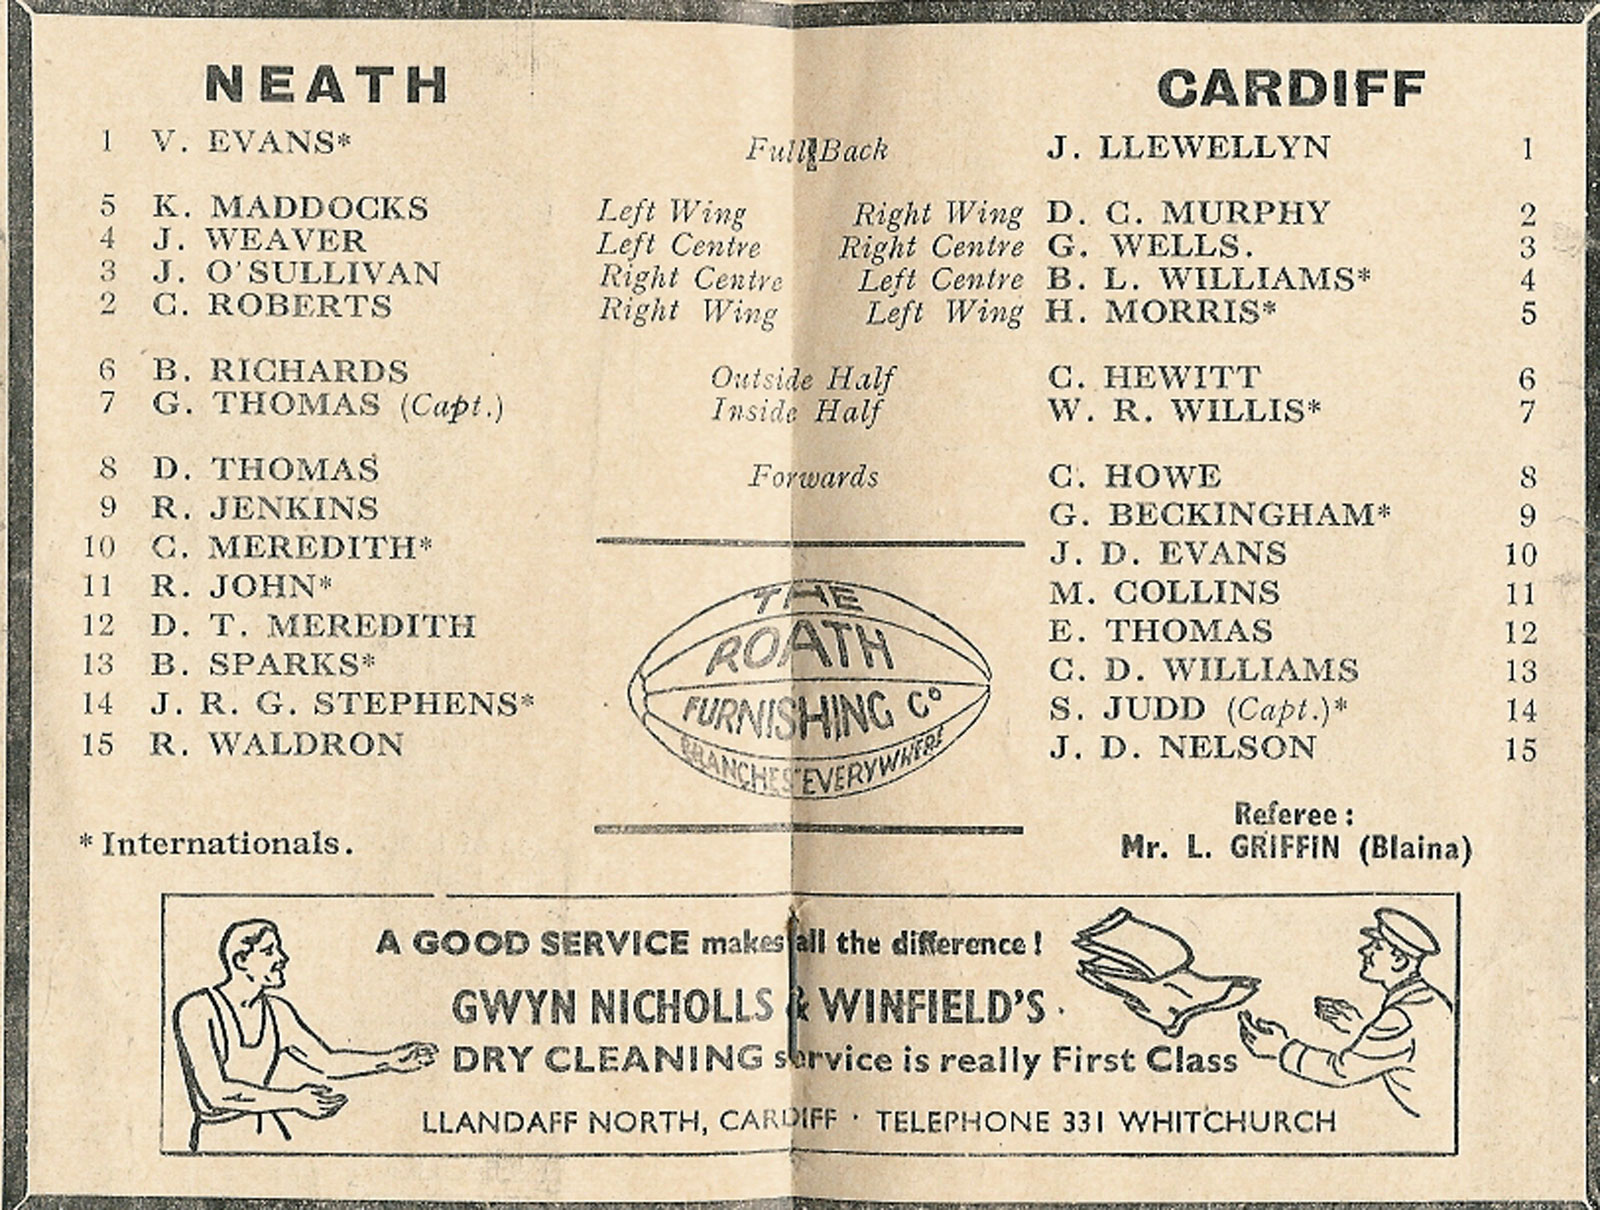 NEATH CARDIFF
1 V. EVANS* Full Back J. LLEWELLYN 1
5 K. MADDOCKS Left Wing Right Wing D. C. MURPHY 2
4 J. WEAVER Left Centre Right Centre G. WELLS. 3
3 J. O'SULLIVAN Right Centre Left Centre B. L. WILLIAMS* 4
2 C. ROBERTS Right Wing Left Wing H. MORRIS* 5
6 B. RICHARDS Outside Half C. HEWITT 6
7 G. THOMAS (Capt.) Inside Half W. R. WILLIS* 7
8 D. THOMAS Forwards C. HOWE 8
9 R. JENKINS G. BECKINGHAM* 9
10 C. MEREDITH* J. D. EVANS 10
11 R. JOHN* M. COLLINS 11
12 D. T. MEREDITH E. THOMAS 12
13 B. SPARKS* C. D. WILLIAMS 13
14 J. R. G. STEPHENS* S. JUDD (Capt.)* 14
15 R. WALDRON J. D. NELSON 15
THE
ROATH
FURNISHING Co
BRANCHES EVERYWHERE
* Internationals.
Referee :
Mr. L. GRIFFIN (Blaina)
A GOOD SERVICE makes all the difference !
GWYN NICHOLLS & WINFIELD'S
DRY CLEANING service is really First Class
LLANDAFF NORTH, CARDIFF · TELEPHONE 331 WHITCHURCH